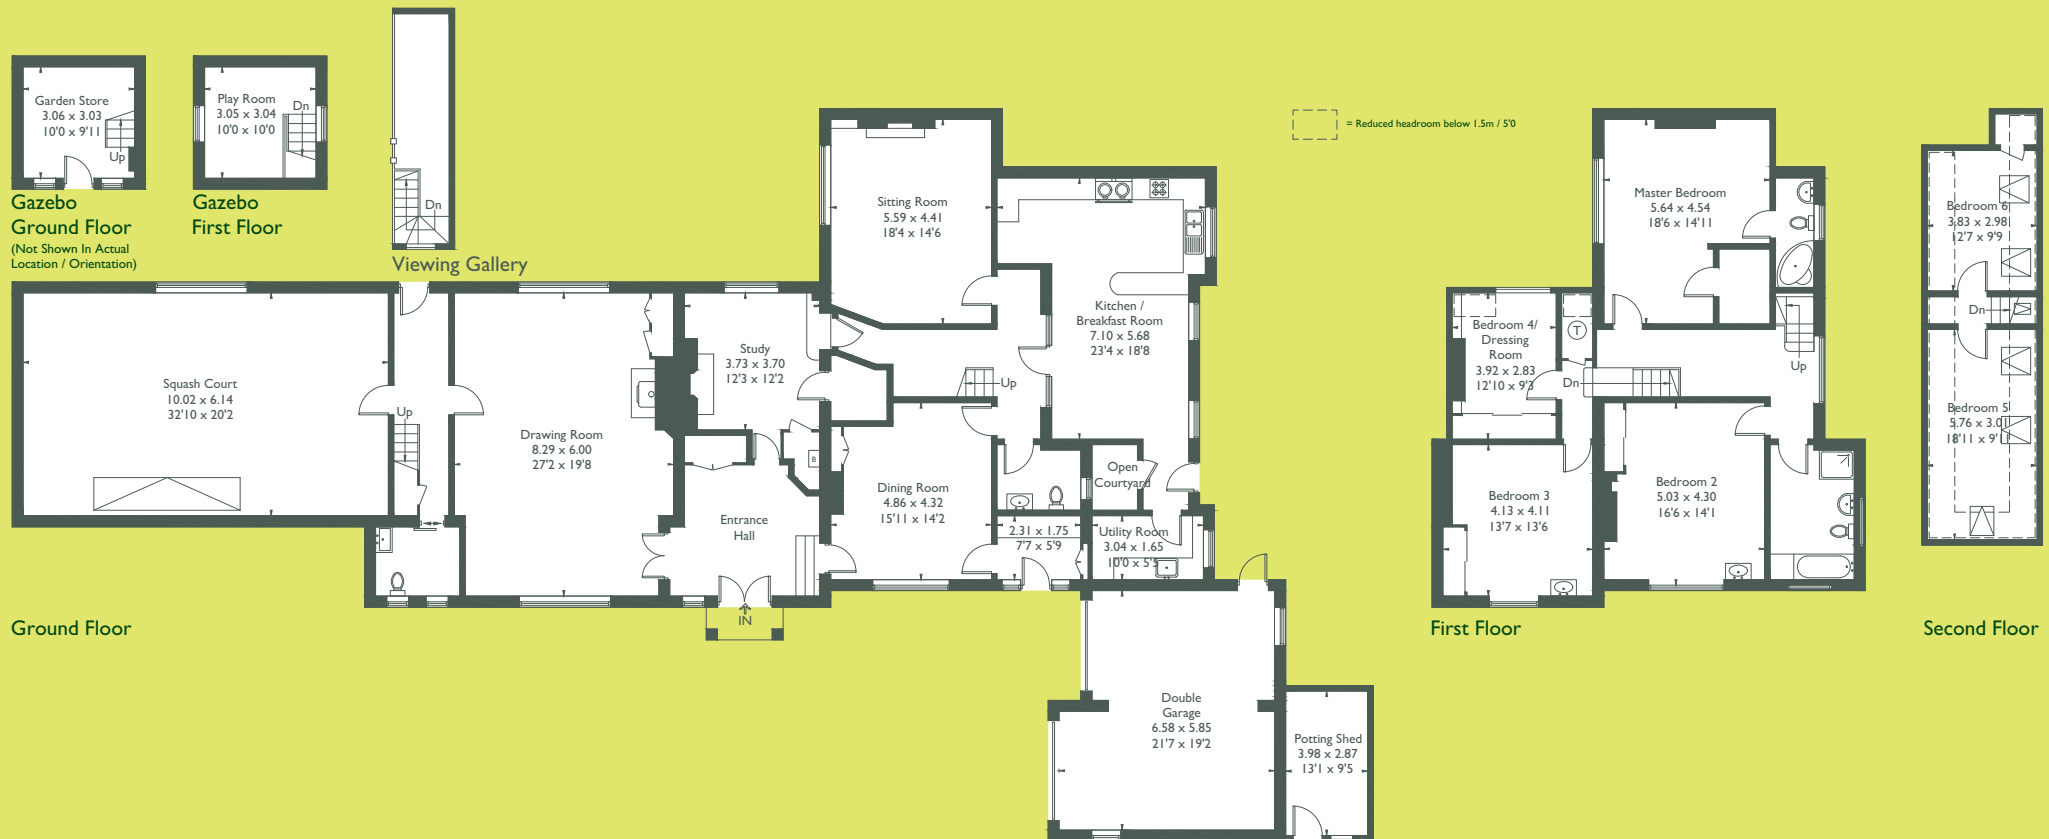 Garden Store
3.06 x 3.03
10'0 x 9'11
Up
Gazebo
Ground Floor
(Not Shown In Actual
Location / Orientation)
Play Room
3.05 x 3.04
10'0 x 10'0
Dn
Gazebo
First Floor
Dn
Viewing Gallery
Squash Court
10.02 x 6.14
32'10 x 20'2
Up
Drawing Room
8.29 x 6.00
27'2 x 19'8
Study
3.73 x 3.70
12'3 x 12'2
B
Entrance
Hall
IN
Sitting Room
5.59 x 4.41
18'4 x 14'6
Up
Dining Room
4.86 x 4.32
15'11 x 14'2
Kitchen /
Breakfast Room
7.10 x 5.68
23'4 x 18'8
Open
Courtyard
2.31 x 1.75
7'7 x 5'9
Utility Room
3.04 x 1.65
10'0 x 5'5
Double
Garage
6.58 x 5.85
21'7 x 19'2
Potting Shed
3.98 x 2.87
13'1 x 9'5
Ground Floor
= Reduced headroom below 1.5m / 5'0
Master Bedroom
5.64 x 4.54
18'6 x 14'11
Bedroom 4/
Dressing
Room
3.92 x 2.83
12'10 x 9'3
T
Dn
Up
Bedroom 3
4.13 x 4.11
13'7 x 13'6
Bedroom 2
5.03 x 4.30
16'6 x 14'1
First Floor
Bedroom 6
3.83 x 2.98
12'7 x 9'9
Dn
Bedroom 5
5.76 x 3.01
18'11 x 9'11
Second Floor